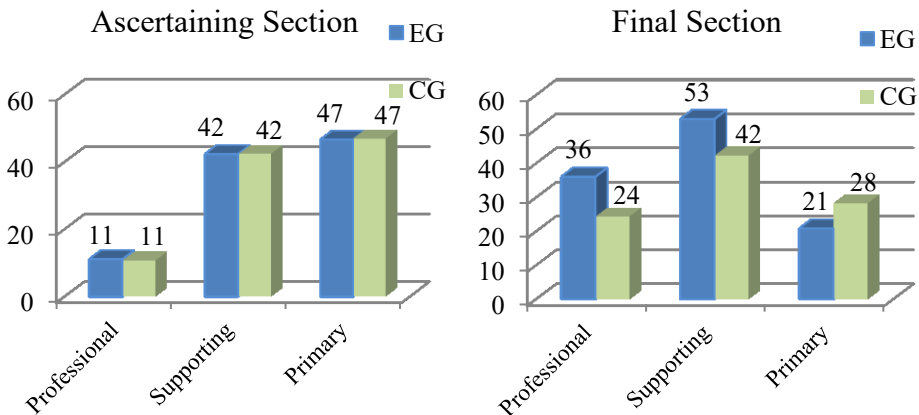 Ascertaining Section
EG
CG
60
40
20
0
11
11
42
42
47
47
Professional
Supporting
Primary
Final Section
EG
CG
60
50
40
30
20
10
0
36
24
53
42
21
28
Professional
Supporting
Primary